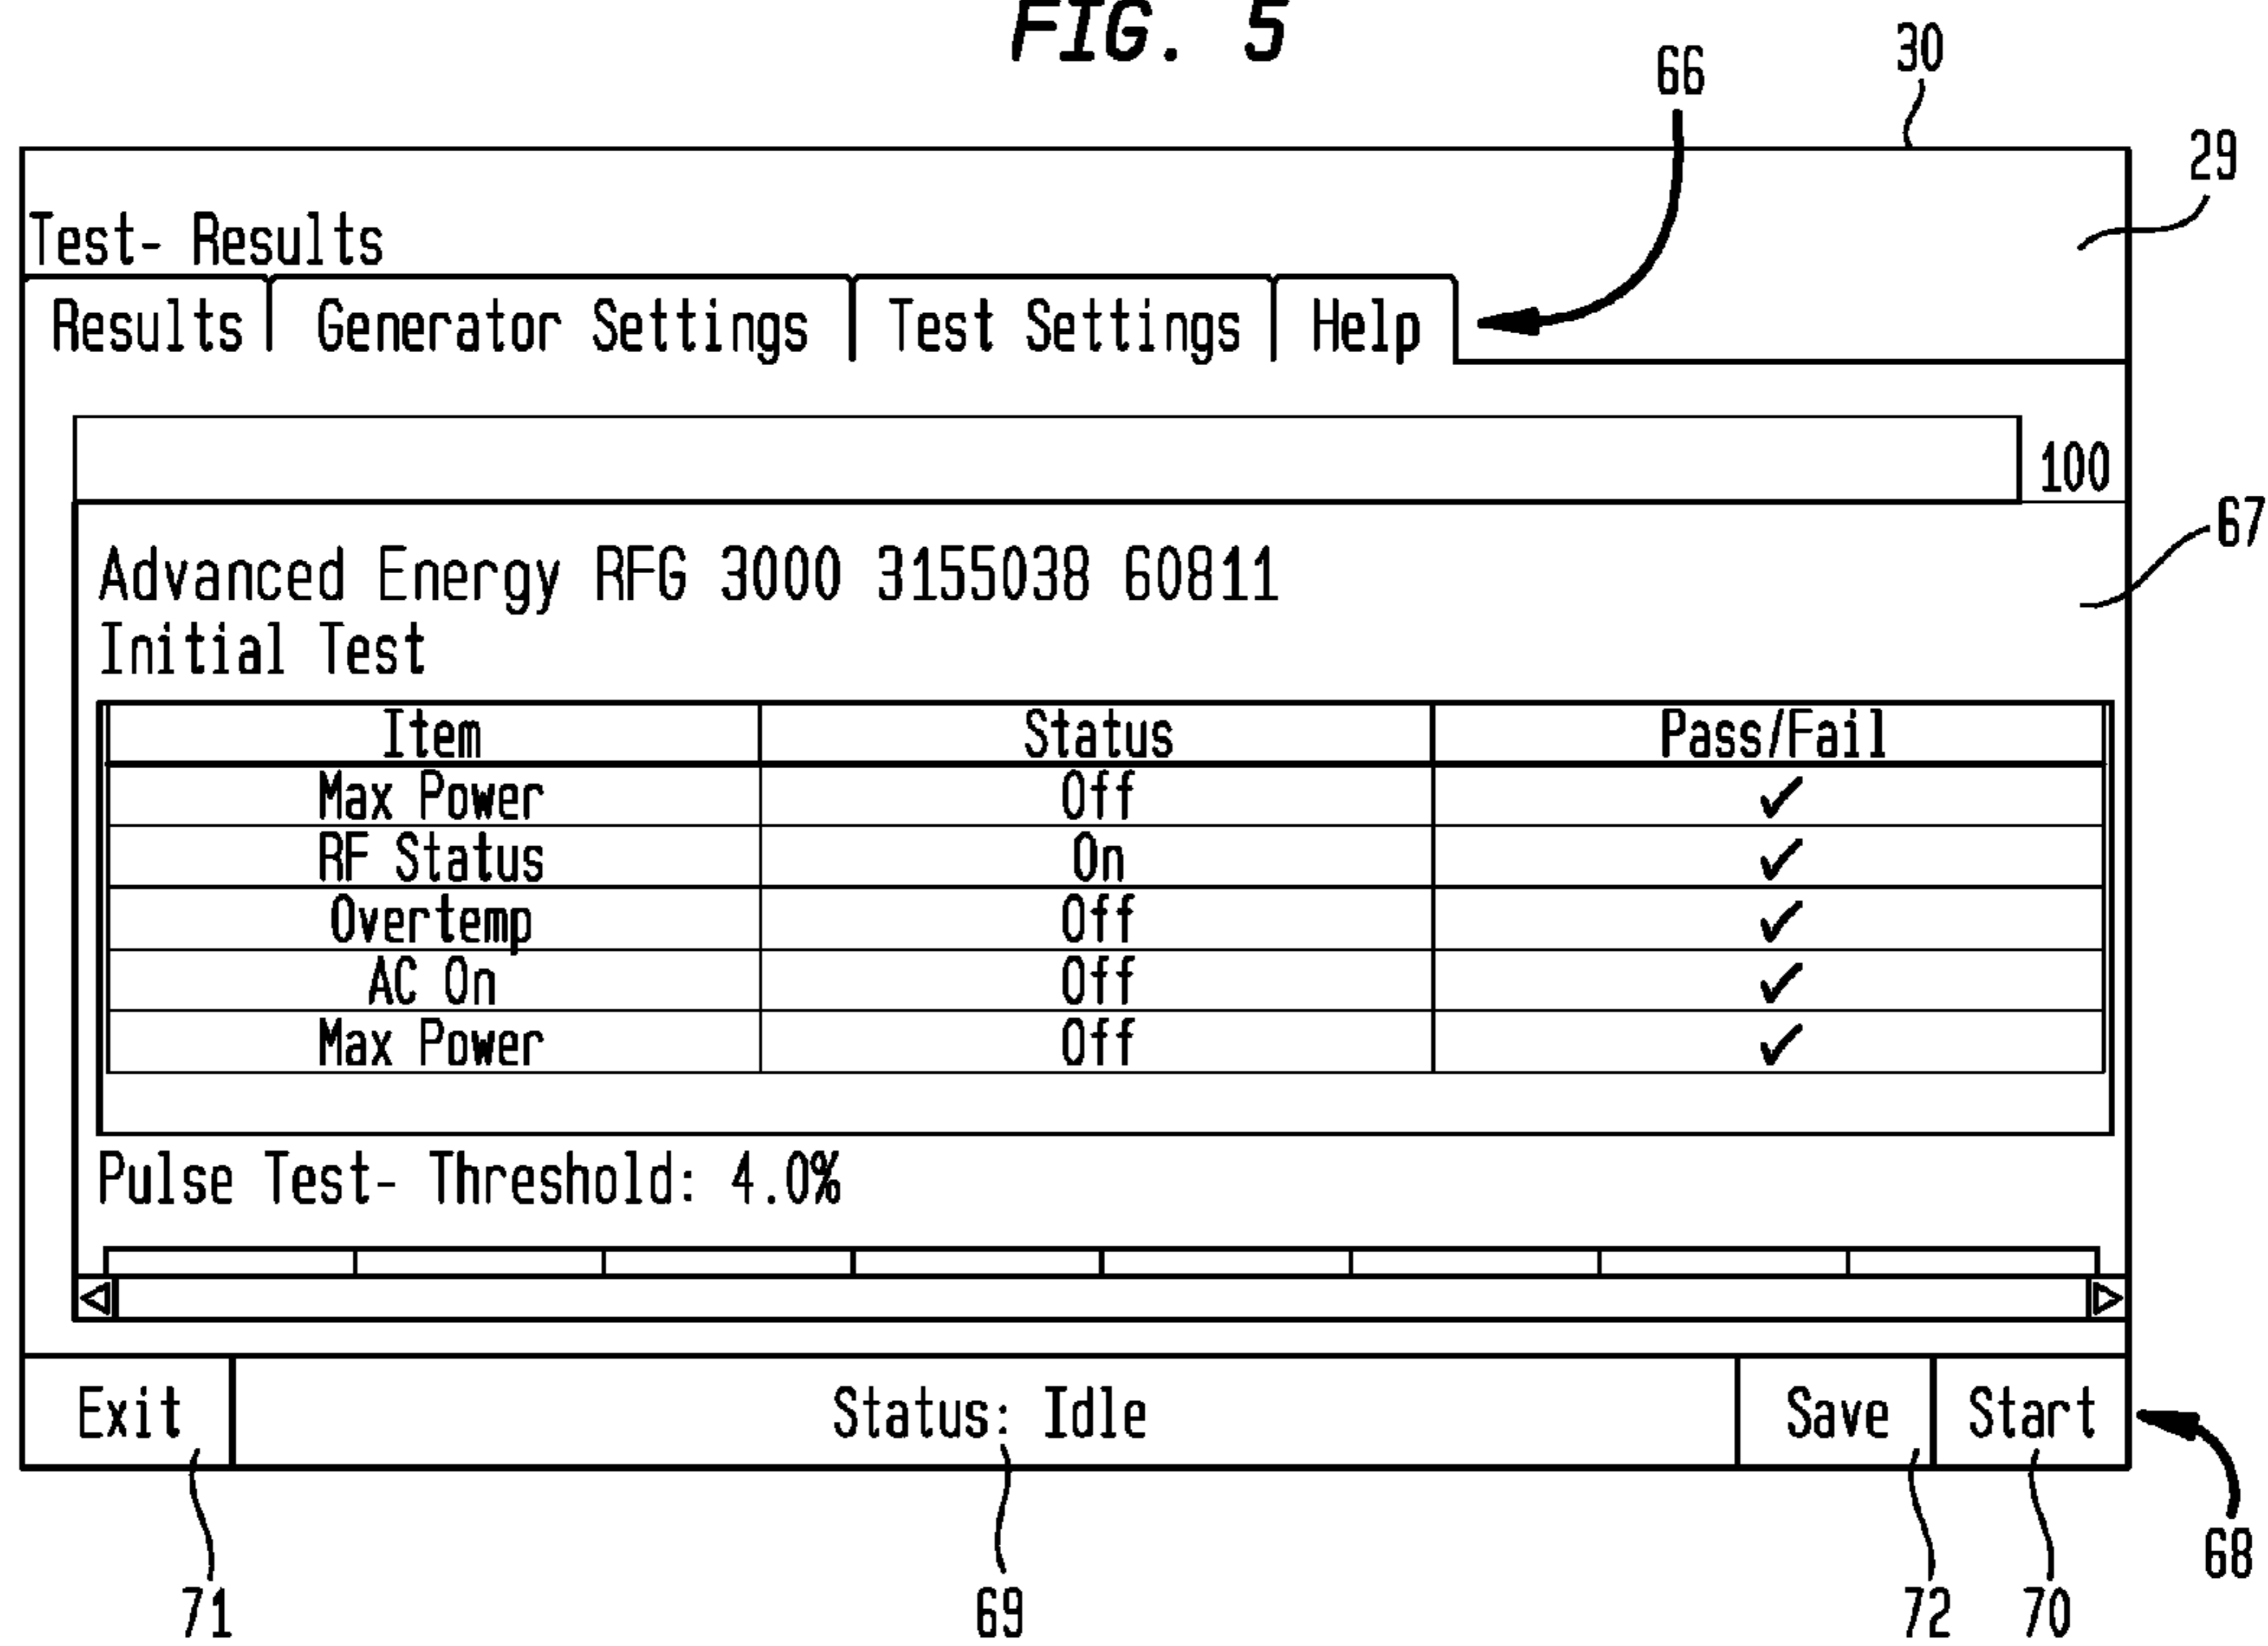 FIG. 5
66
30
29
Test- Results
Results Generator Settings Test Settings Help
100
67
Advanced Energy RFG 3000 3155038 60811
Initial Test
Item Status Pass/Fail
Max Power Off ✓
RF Status On ✓
Overtemp Off ✓
AC On Off ✓
Max Power Off ✓
Pulse Test- Threshold: 4.0%
Exit Status: Idle Save Start
68
71 69 72 70